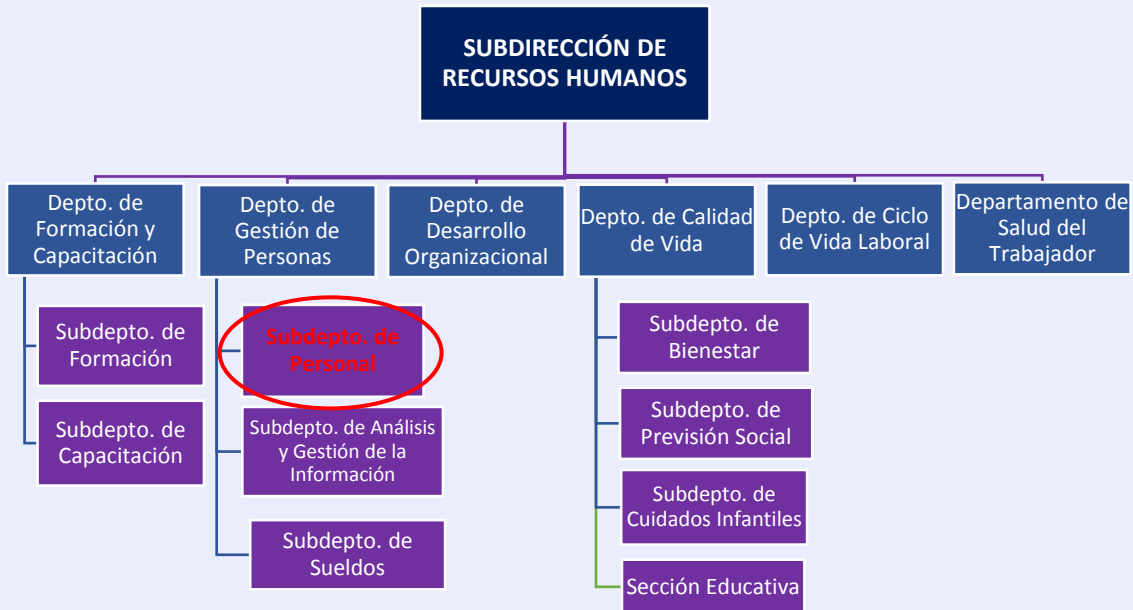 SUBDIRECCIÓN DE
RECURSOS HUMANOS
Depto. de
Formación y
Capacitación
Depto. de
Gestión de
Personas
Depto. de
Desarrollo
Organizacional
Depto. de Calidad
de Vida
Depto. de Ciclo
de Vida Laboral
Departamento de
Salud del
Trabajador
Subdepto. de
Formación
Subdepto. de
Capacitación
Subdepto. de
Personal
Subdepto. de Análisis
y Gestión de la
Información
Subdepto. de
Sueldos
Subdepto. de
Bienestar
Subdepto. de
Previsión Social
Subdepto. de
Cuidados Infantiles
Sección Educativa